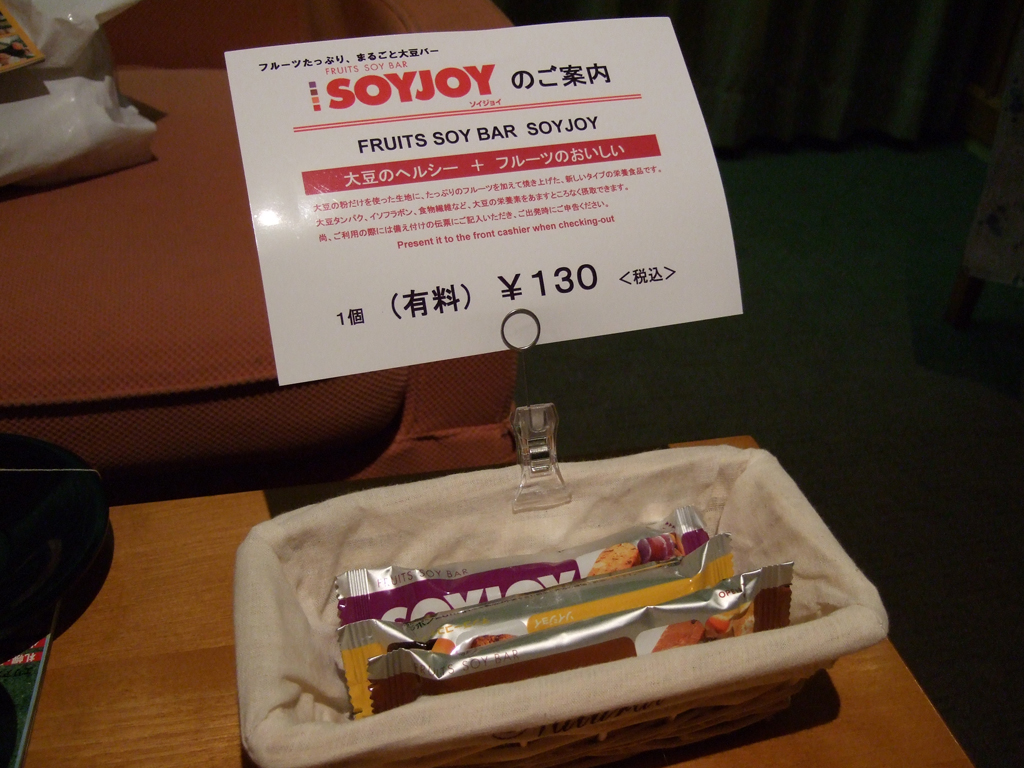 フルーツたっぷり、まるごと大豆バー
FRUITS SOY BAR
SOYJOY のご案内
ソイジョイ
FRUITS SOY BAR SOYJOY
大豆のヘルシー + フルーツのおいしい
大豆の粉だけを使った生地に、たっぷりのフルーツを加えて焼き上げた、新しいタイプの栄養食品です。
大豆タンパク、イソフラボン、食物繊維など、大豆の栄養素をあますところなく摂取できます。
尚、ご利用の際には備え付けの伝票にご記入いただき、ご出発時にご申告ください。
Present it to the front cashier when checking-out
1個 (有料) ¥130 <税込>
FRUITS SOY BAR
SOYJOY
ソイジョイ
FRUITS SOY BAR
札幌